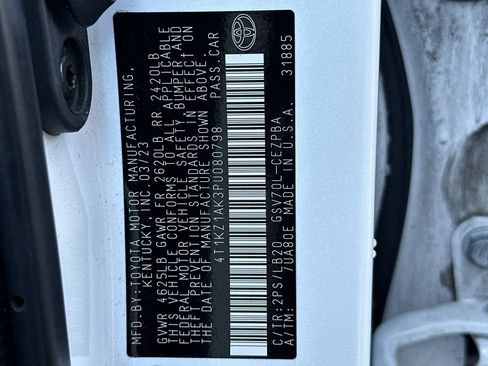 MFD.BY:TOYOTA MOTOR MANUFACTURING,
KENTUCKY, INC. 03/23
GVWR 4625LB GAWR FR 2620LB RR 2420LB
THIS VEHICLE CONFORMS TO ALL APPLICABLE
FEDERAL MOTOR VEHICLE SAFETY, BUMPER AND
THEFT PREVENTION STANDARDS IN EFFECT ON
THE DATE OF MANUFACTURE SHOWN ABOVE.
4T1KZ1AK3PU080798 PASS.CAR
C/TR:2PS/LB20 GSV70L-CEZPBA
A/TM: 7UA80E MADE IN U.S.A. 31885